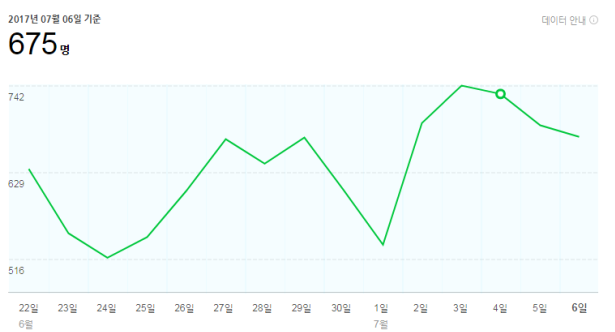 2017년 07월 06일 기준
데이터 안내
675명
742
629
516
22일 23일 24일 25일 26일 27일 28일 29일 30일 1일 2일 3일 4일 5일 6일
6월 7월